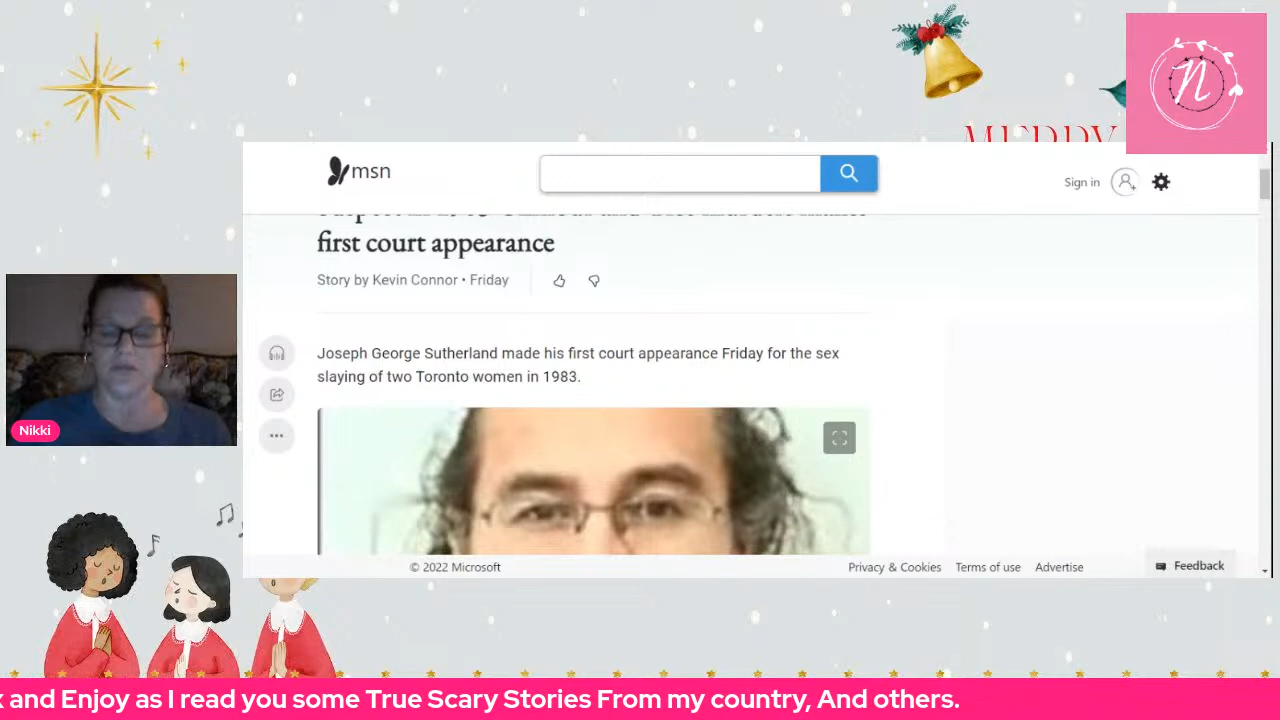 N
MERRY
msn
Sign in
first court appearance
Story by Kevin Connor • Friday
Joseph George Sutherland made his first court appearance Friday for the sex
slaying of two Toronto women in 1983.
Nikki
© 2022 Microsoft
Privacy & Cookies
Terms of use
Advertise
Feedback
and Enjoy as I read you some True Scary Stories From my country, And others.